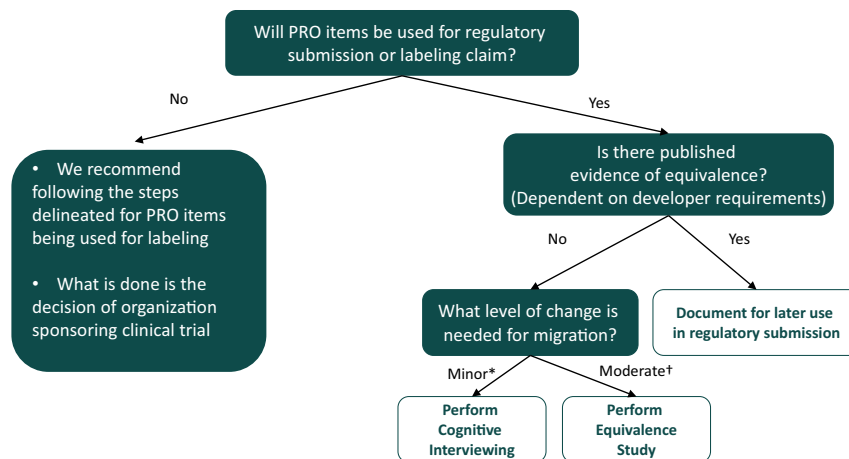 Will PRO items be used for regulatory
submission or labeling claim?
No
Yes
• We recommend
following the steps
delineated for PRO items
being used for labeling
• What is done is the
decision of organization
sponsoring clinical trial
Is there published
evidence of equivalence?
(Dependent on developer requirements)
No
Yes
What level of change is
needed for migration?
Document for later use
in regulatory submission
Minor*
Moderate†
Perform
Cognitive
Interviewing
Perform
Equivalence
Study